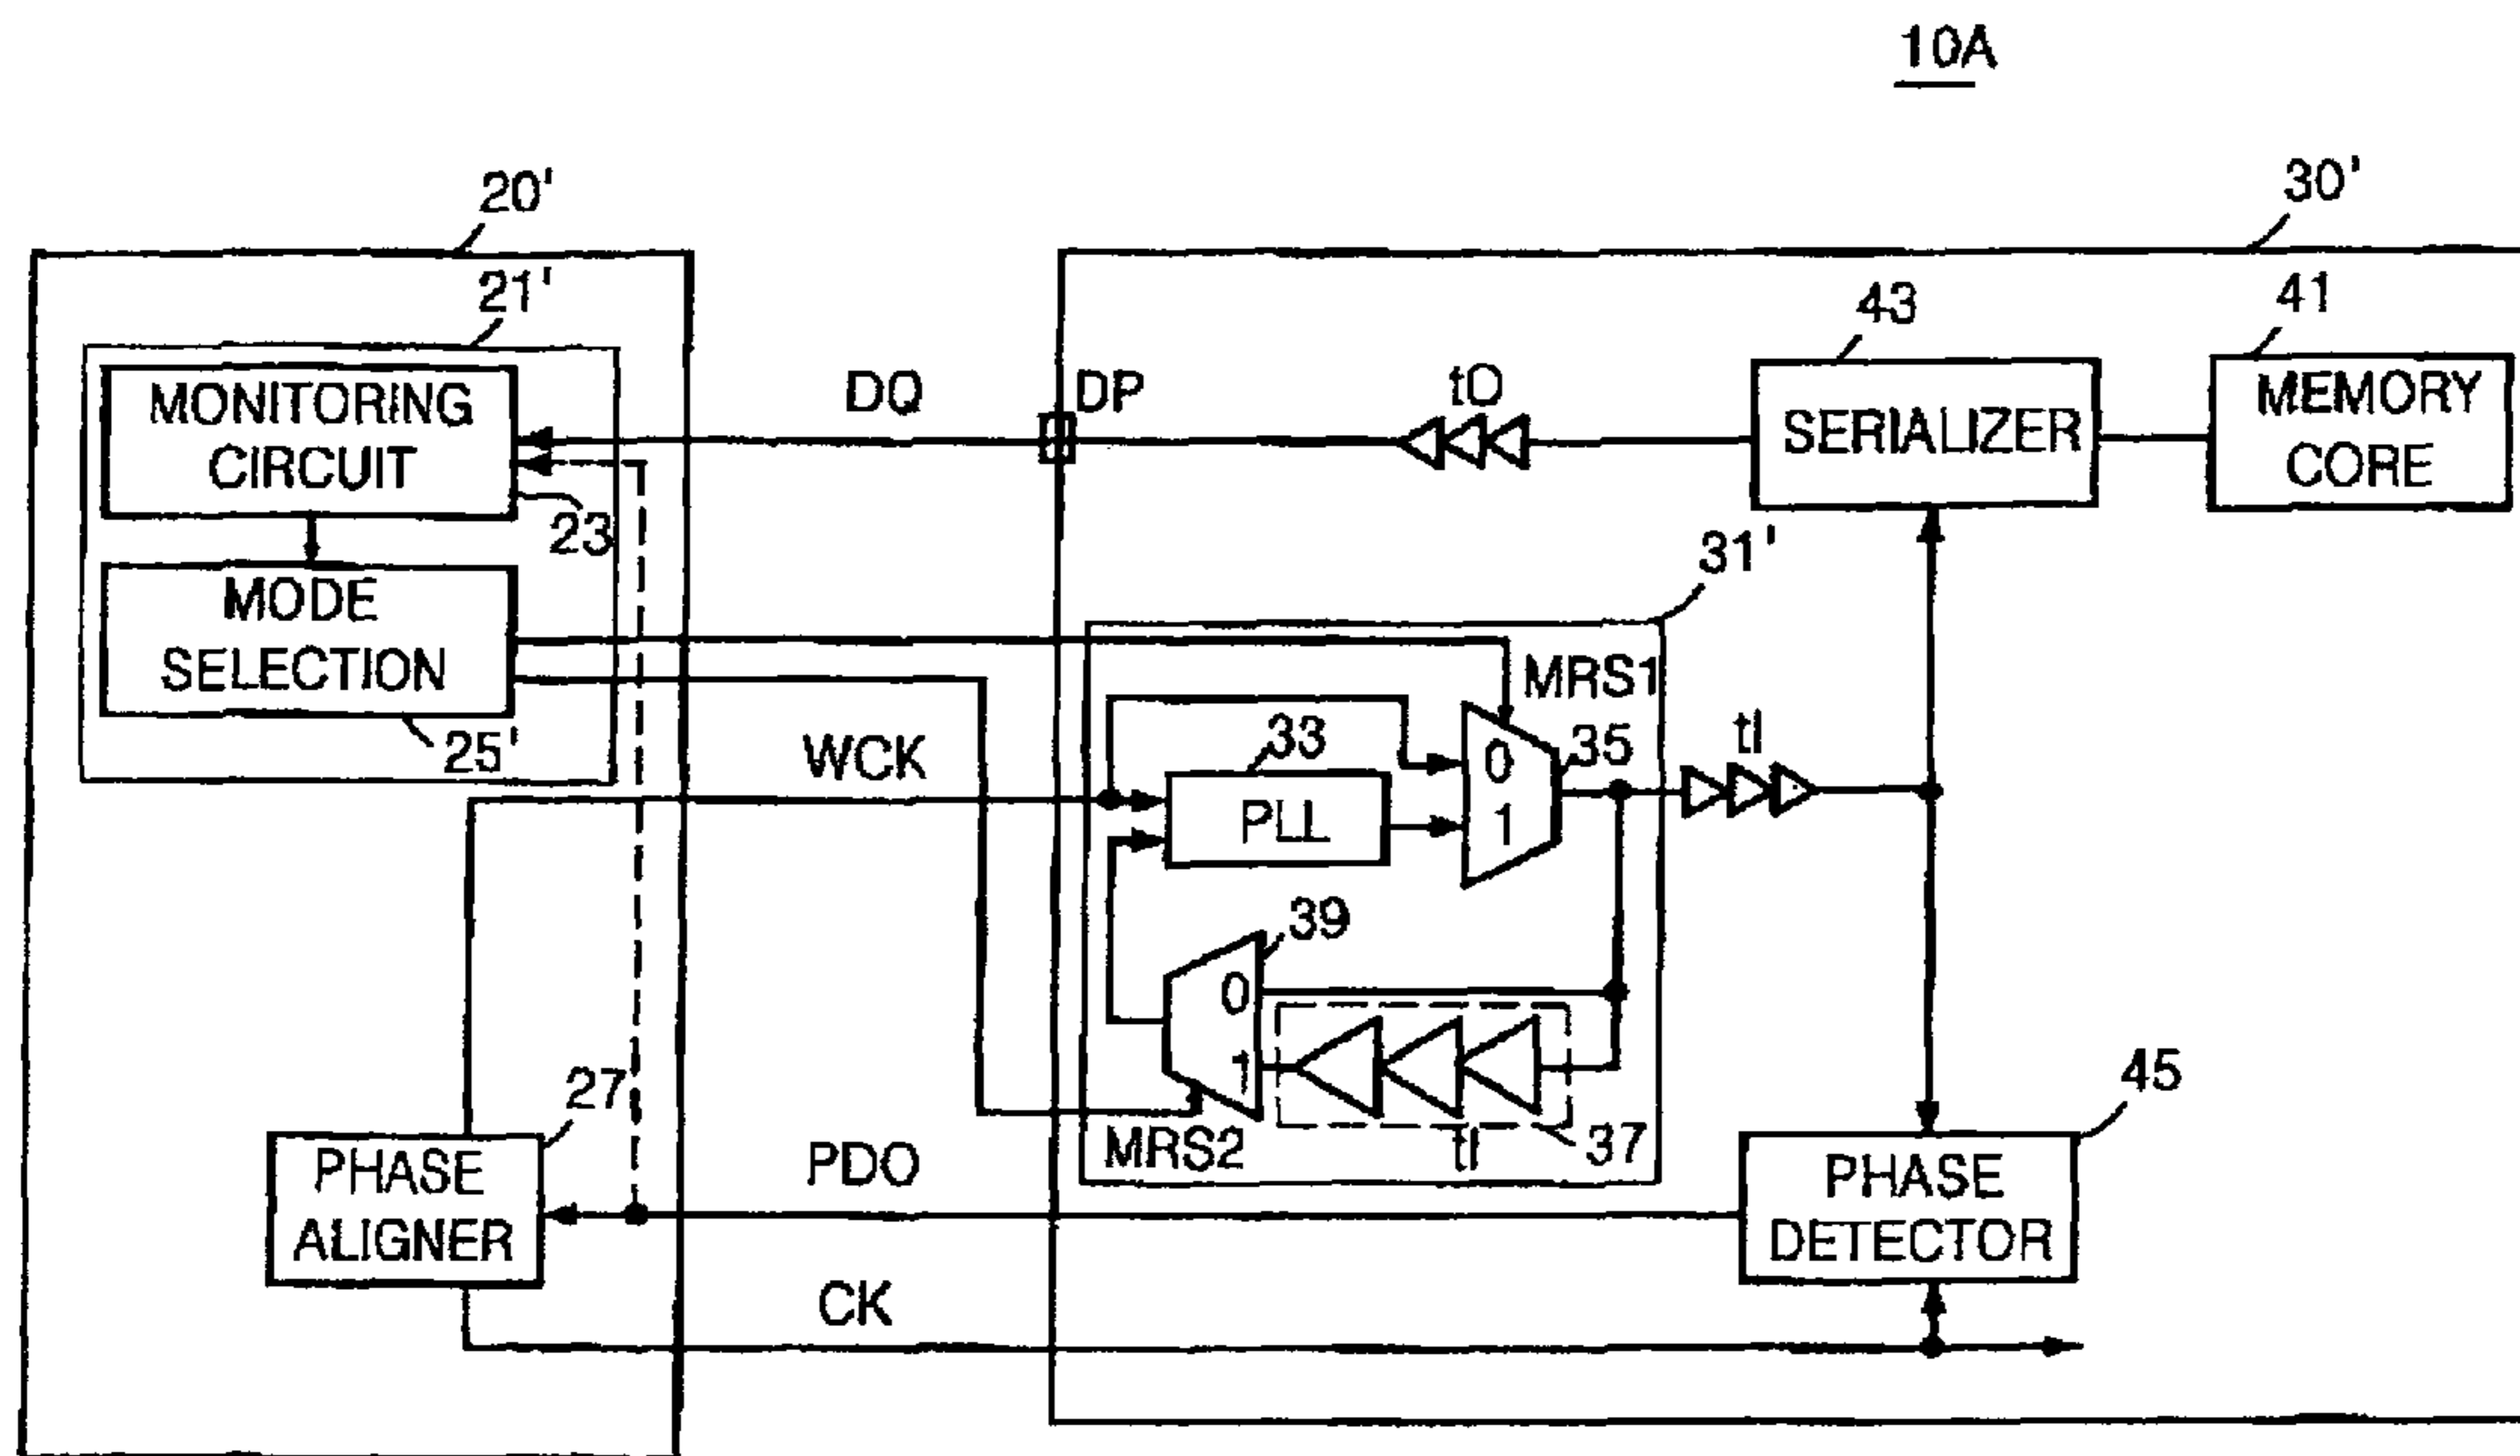 10A
20'
30'
21'
43
41
MONITORING
CIRCUIT
DQ
DP
tO
SERIALIZER
MEMORY
CORE
23
31'
MODE
SELECTION
25'
MRS1
WCK
33
35
tI
0
1
PLL
39
0
1
27
MRS2
tI
37
45
PHASE
ALIGNER
PDO
PHASE
DETECTOR
CK